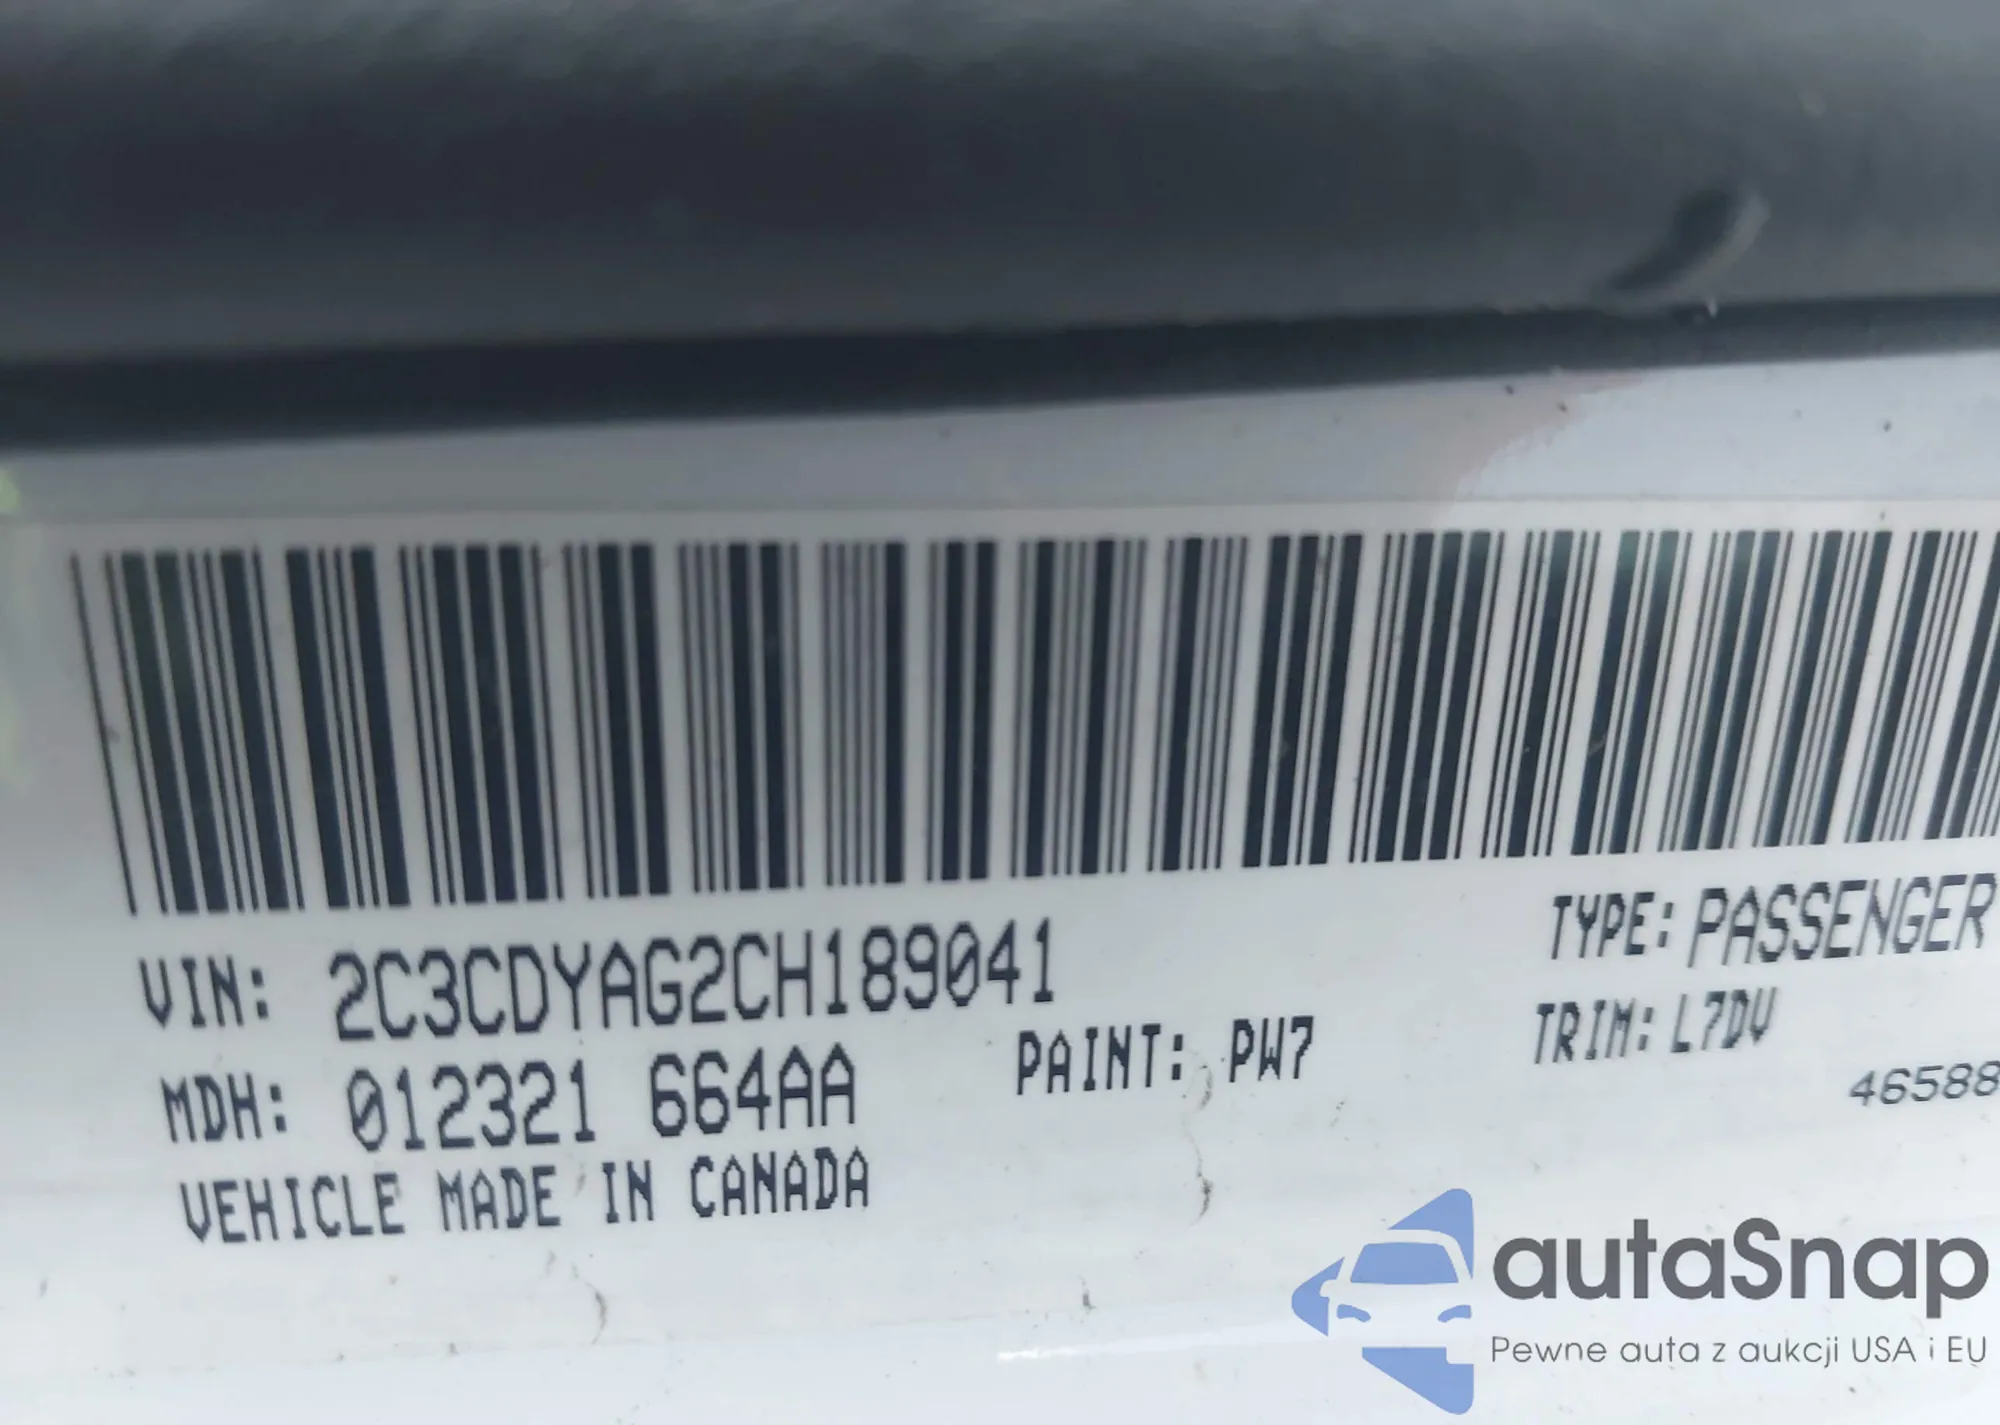 VIN: 2C3CDYAG2CH189041
TYPE: PASSENGER
MDH: 012321 664AA
PAINT: PW7
TRIM: L7DV
46588
VEHICLE MADE IN CANADA
autaSnap
Pewne auta z aukcji USA i EU